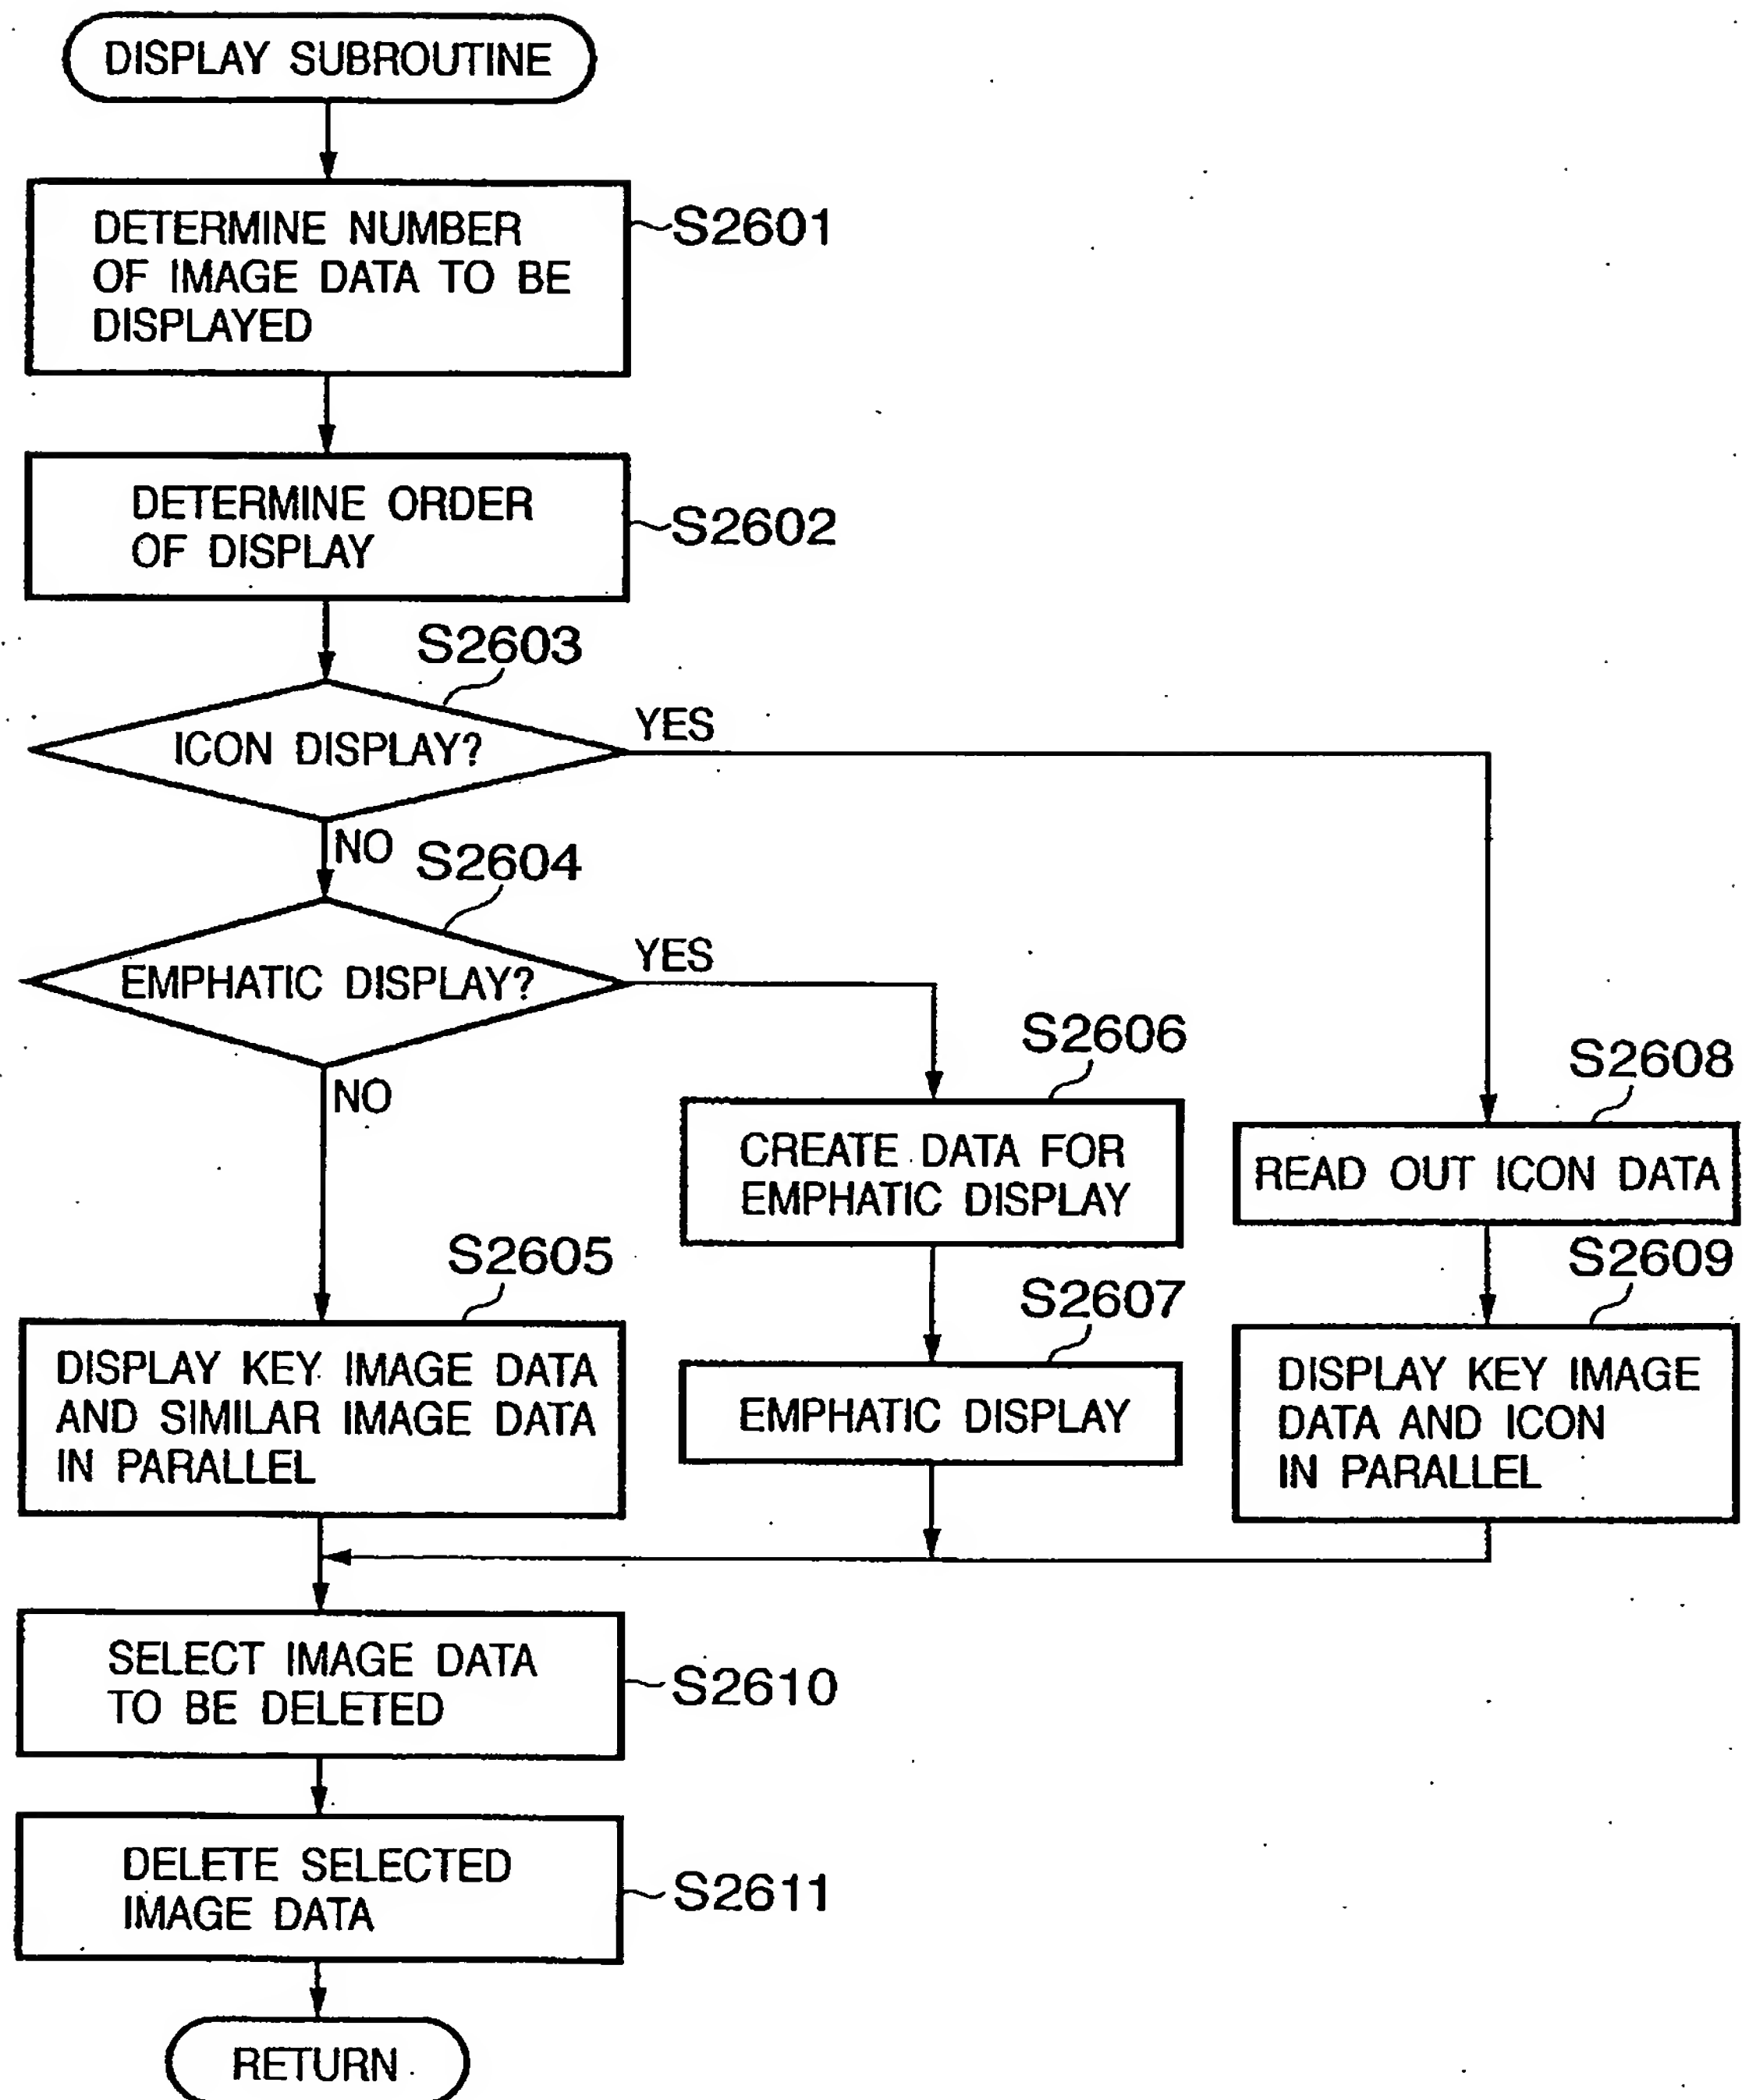 DISPLAY SUBROUTINE
DETERMINE NUMBER
OF IMAGE DATA TO BE
DISPLAYED
S2601
DETERMINE ORDER
OF DISPLAY
S2602
S2603
ICON DISPLAY?
YES
NO
S2604
EMPHATIC DISPLAY?
YES
NO
S2606
CREATE DATA FOR
EMPHATIC DISPLAY
S2608
READ OUT ICON DATA
S2605
DISPLAY KEY IMAGE DATA
AND SIMILAR IMAGE DATA
IN PARALLEL
S2607
EMPHATIC DISPLAY
S2609
DISPLAY KEY IMAGE
DATA AND ICON
IN PARALLEL
SELECT IMAGE DATA
TO BE DELETED
S2610
DELETE SELECTED
IMAGE DATA
S2611
RETURN